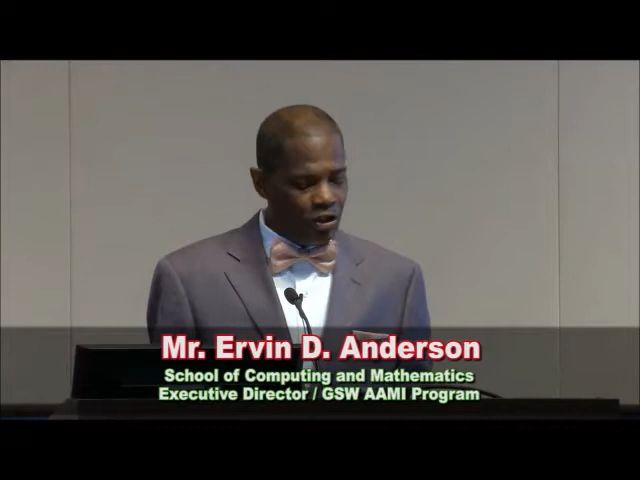 Mr. Ervin D. Anderson
School of Computing and Mathematics
Executive Director / GSW AAMI Program